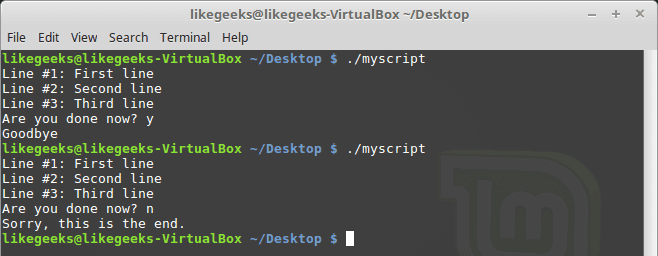 likegeeks@likegeeks-VirtualBox ~/Desktop
File Edit View Search Terminal Help
likegeeks@likegeeks-VirtualBox ~/Desktop $ ./myscript
Line #1: First line
Line #2: Second line
Line #3: Third line
Are you done now? y
Goodbye
likegeeks@likegeeks-VirtualBox ~/Desktop $ ./myscript
Line #1: First line
Line #2: Second line
Line #3: Third line
Are you done now? n
Sorry, this is the end.
likegeeks@likegeeks-VirtualBox ~/Desktop $